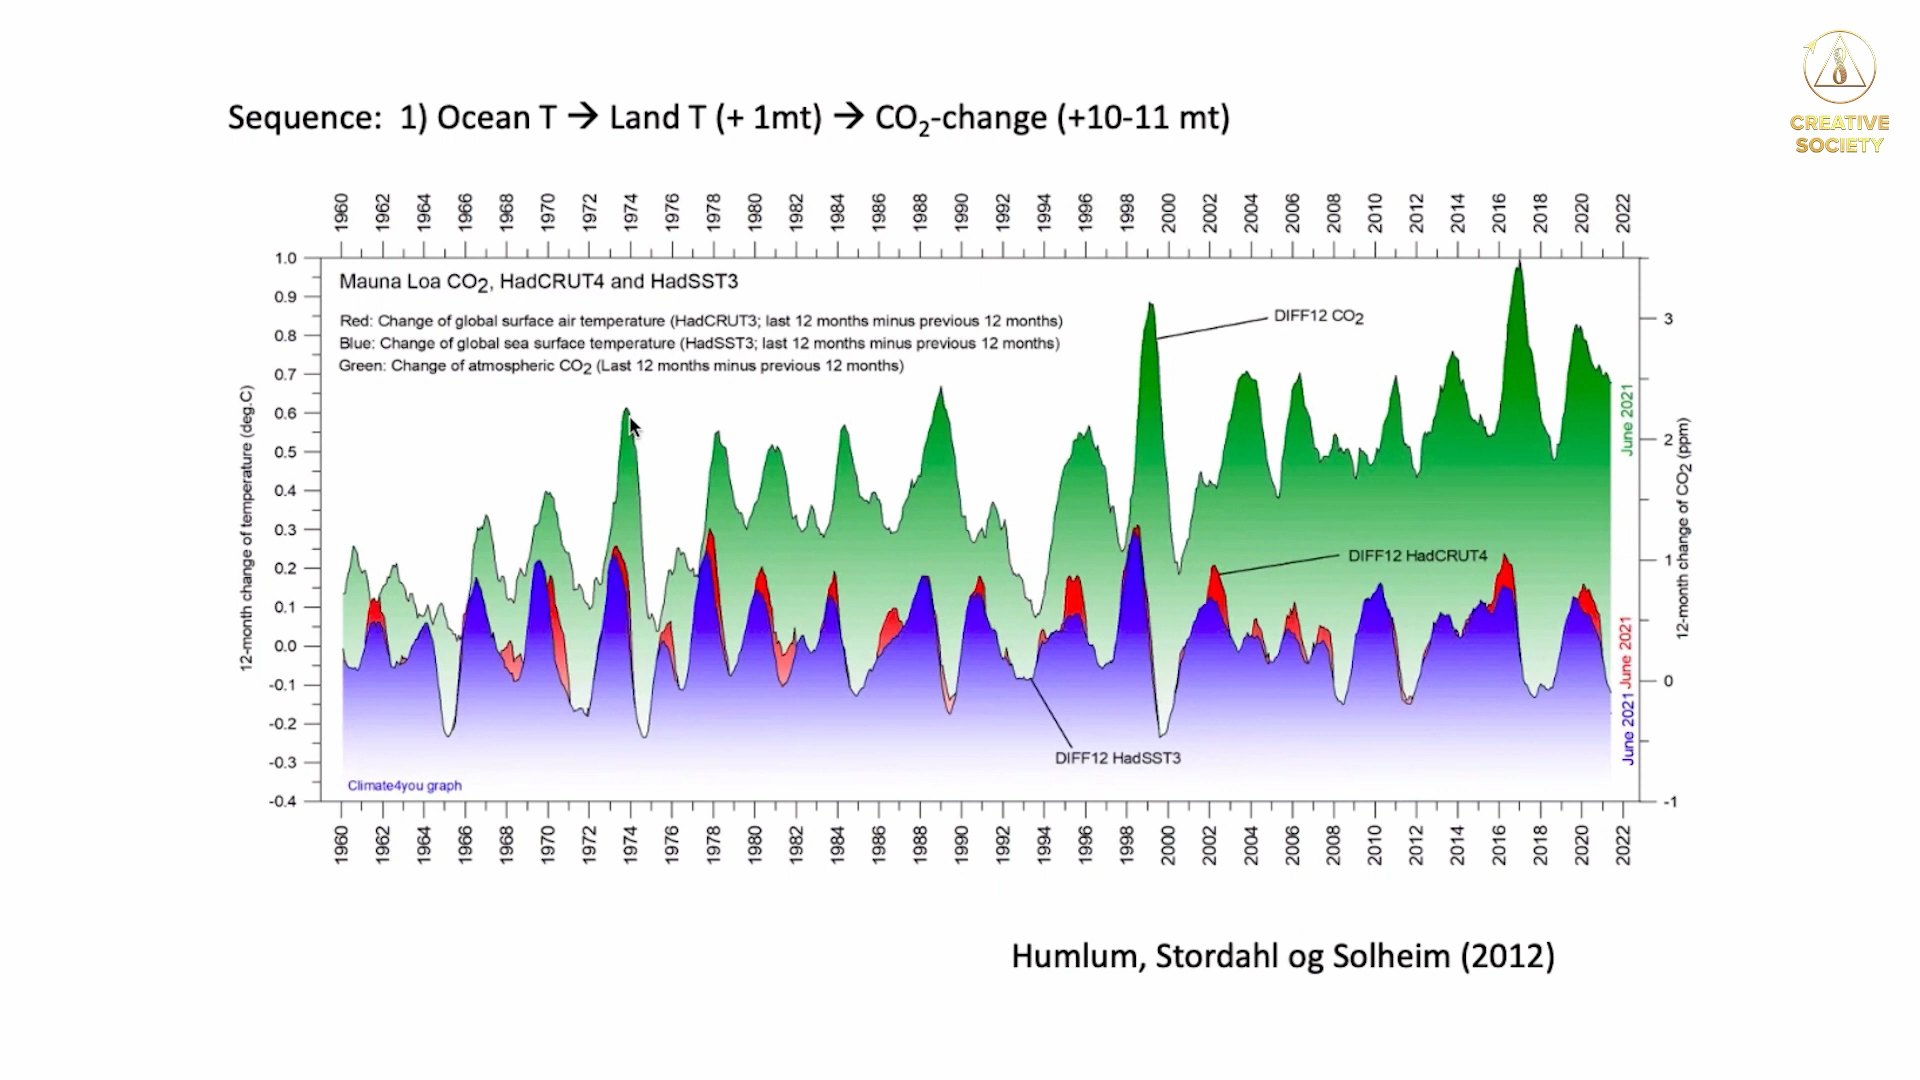 CREATIVE
SOCIETY
Sequence: 1) Ocean T → Land T (+ 1mt) → CO₂-change (+10-11 mt)
1960 1962 1964 1966 1968 1970 1972 1974 1976 1978 1980 1982 1984 1986 1988 1990 1992 1994 1996 1998 2000 2002 2004 2006 2008 2010 2012 2014 2016 2018 2020 2022
Mauna Loa CO₂, HadCRUT4 and HadSST3
Red: Change of global surface air temperature (HadCRUT3; last 12 months minus previous 12 months)
Blue: Change of global sea surface temperature (HadSST3; last 12 months minus previous 12 months)
Green: Change of atmospheric CO₂ (Last 12 months minus previous 12 months)
12-month change of temperature (deg.C)
1.0
0.9
0.8
0.7
0.6
0.5
0.4
0.3
0.2
0.1
0.0
-0.1
-0.2
-0.3
-0.4
DIFF12 CO₂
DIFF12 HadCRUT4
DIFF12 HadSST3
Climate4you graph
June 2021
June 2021
June 2021
3
2
1
0
-1
12-month change of CO₂ (ppm)
1960 1962 1964 1966 1968 1970 1972 1974 1976 1978 1980 1982 1984 1986 1988 1990 1992 1994 1996 1998 2000 2002 2004 2006 2008 2010 2012 2014 2016 2018 2020 2022
Humlum, Stordahl og Solheim (2012)